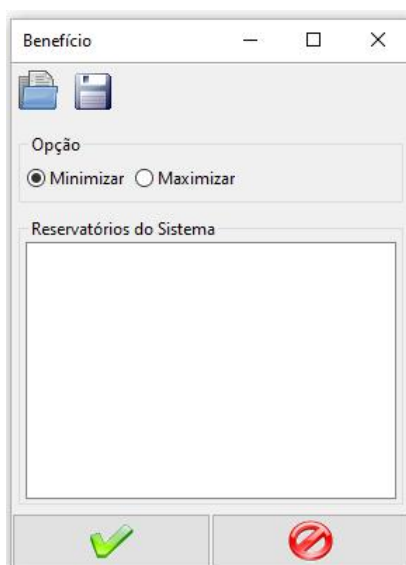 Benefício
Opção
Minimizar Maximizar
Reservatórios do Sistema